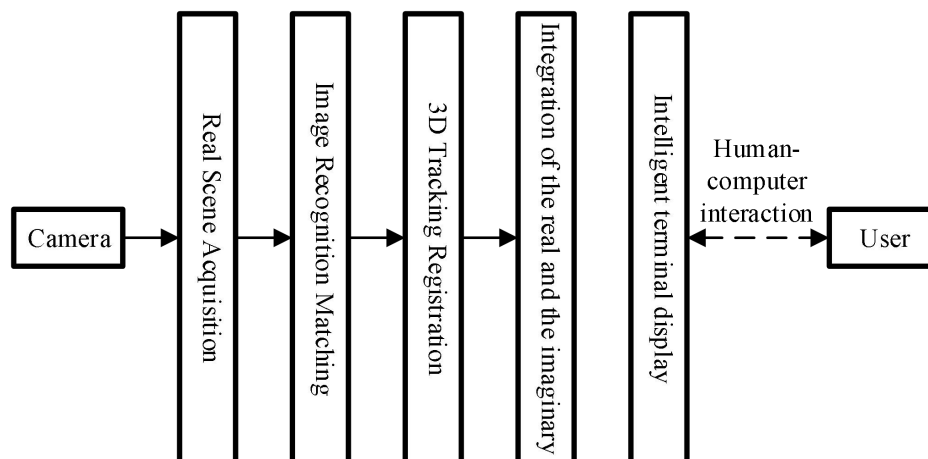 Camera
Real Scene Acquisition
Image Recognition Matching
3D Tracking Registration
Integration of the real and the imaginary
Intelligent terminal display
Human-
computer
interaction
User